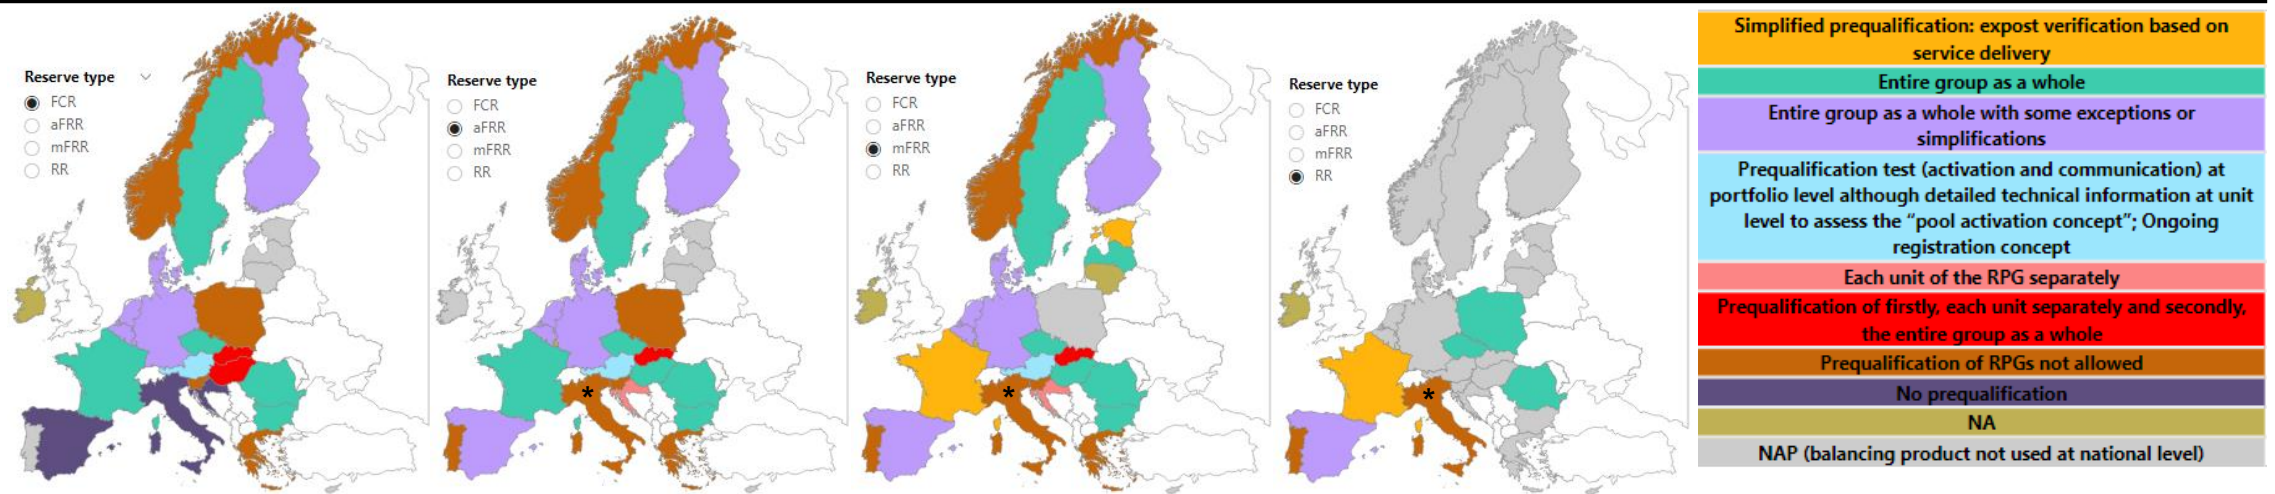 Reserve type
FCR
aFRR
mFRR
RR
Reserve type
FCR
aFRR
mFRR
RR
*
Reserve type
FCR
aFRR
mFRR
RR
*
Reserve type
FCR
aFRR
mFRR
RR
*
Simplified prequalification: expost verification based on
service delivery
Entire group as a whole
Entire group as a whole with some exceptions or
simplifications
Prequalification test (activation and communication) at
portfolio level although detailed technical information at unit
level to assess the “pool activation concept”; Ongoing
registration concept
Each unit of the RPG separately
Prequalification of firstly, each unit separately and secondly,
the entire group as a whole
Prequalification of RPGs not allowed
No prequalification
NA
NAP (balancing product not used at national level)